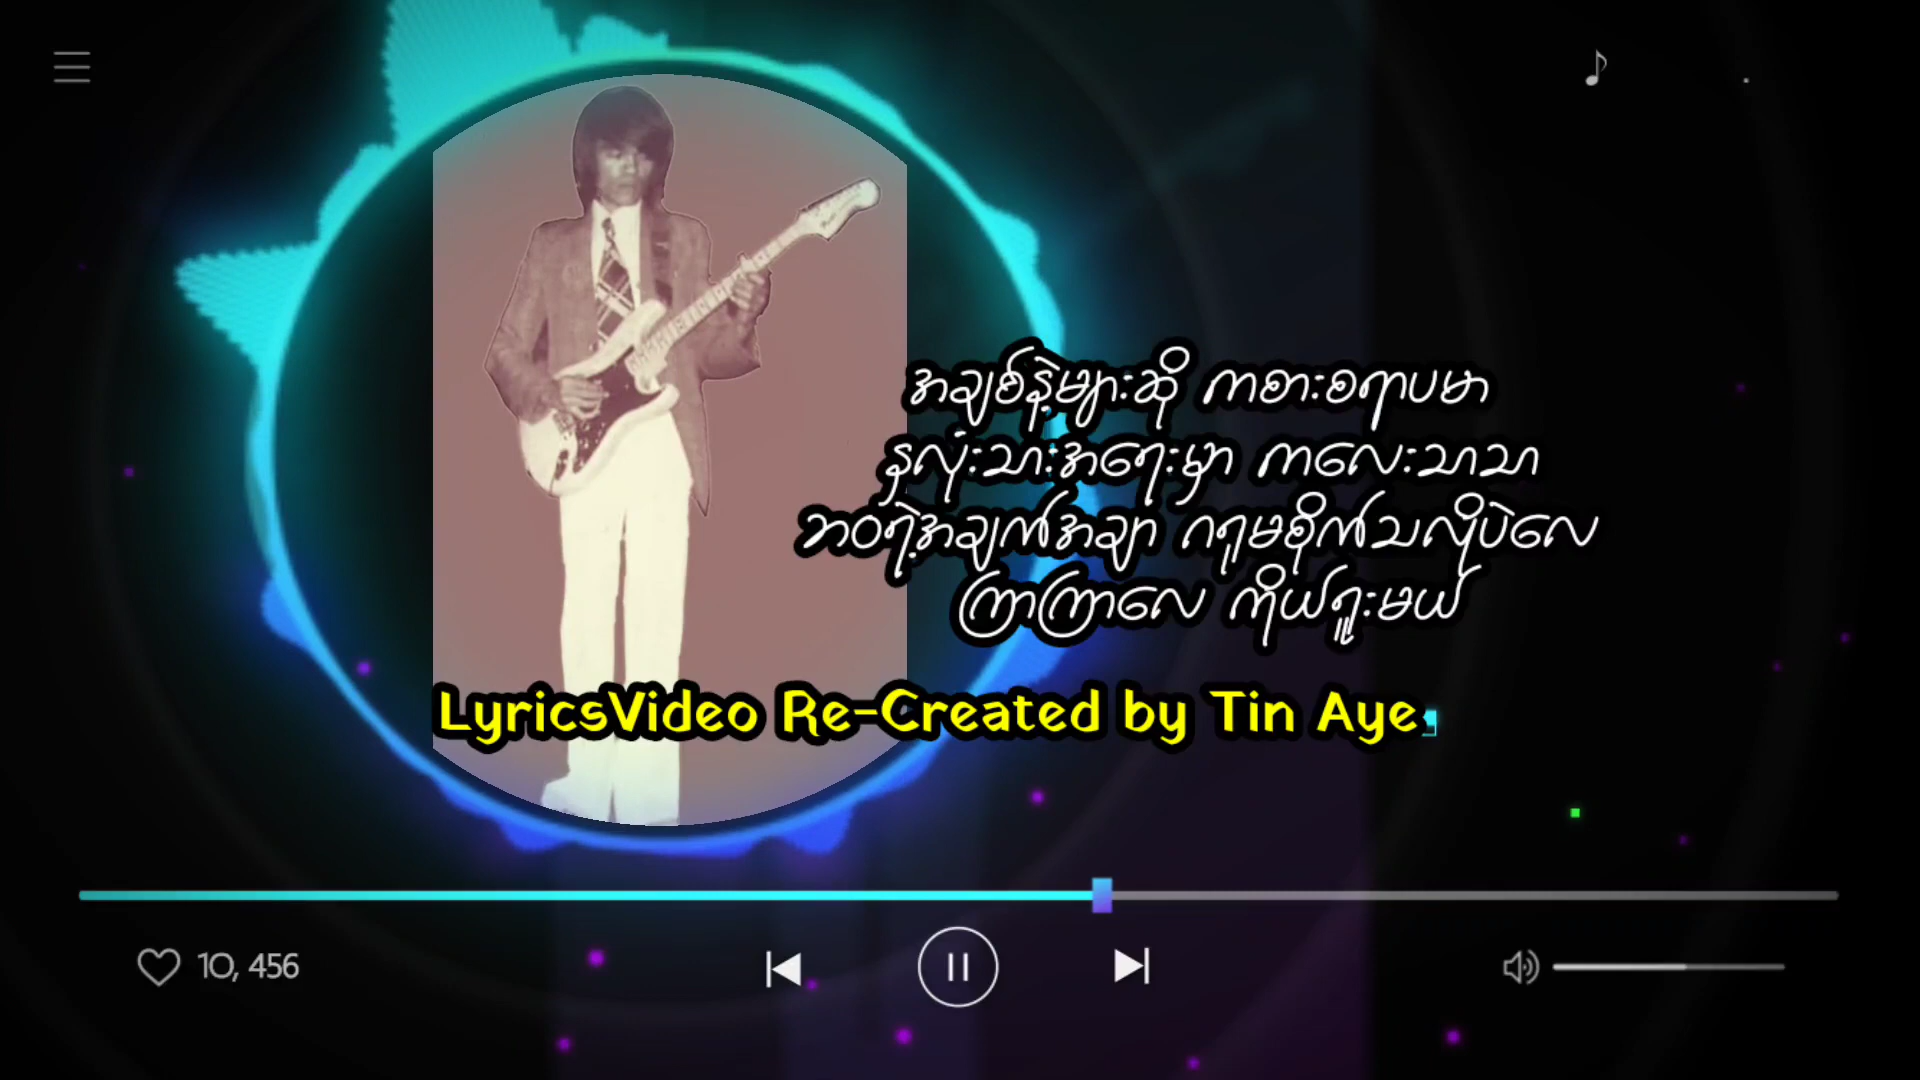 အချစ်နဲ့များဆို ကစားစရာပမာ
နှလုံးသားအရေးမှာ ကလေးသာသာ
ဘဝရဲ့အချက်အချာ ဂရုမစိုက်သလိုပဲလေ
ကြာကြာလေ ကိုယ်ရူးမယ်
LyricsVideo Re-Created by Tin Aye
10, 456